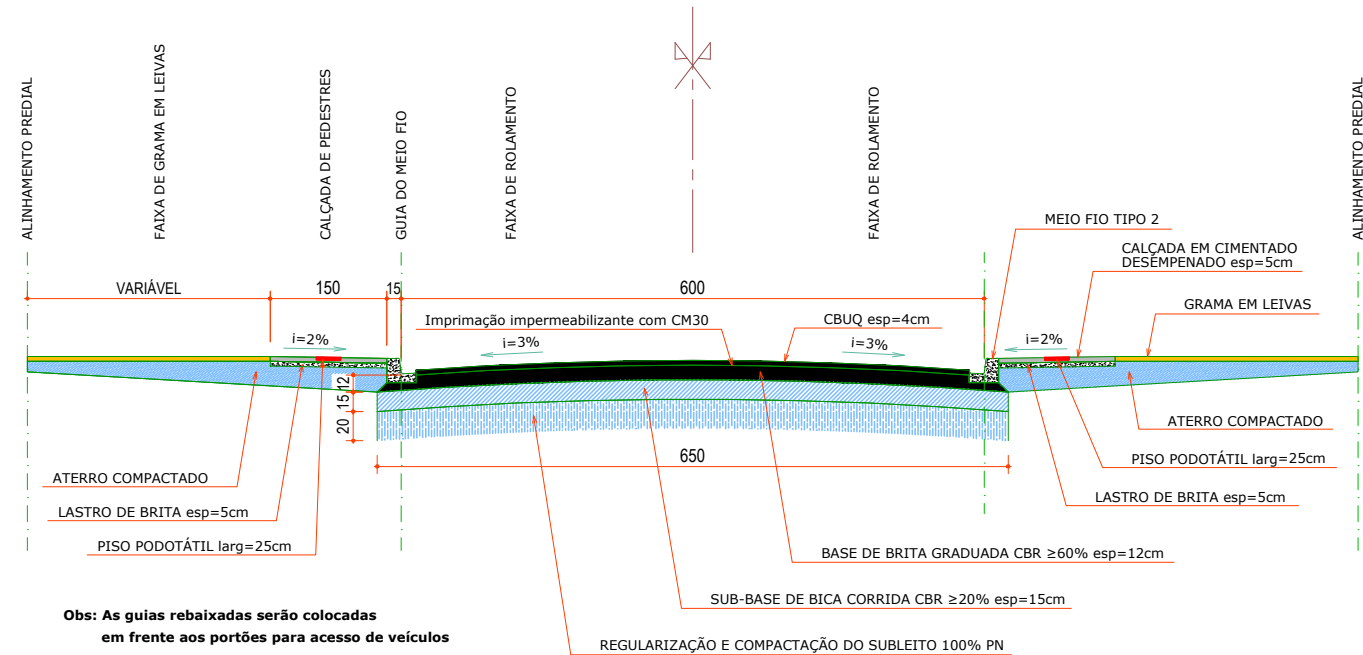 ALINHAMENTO PREDIAL
FAIXA DE GRAMA EM LEIVAS
CALÇADA DE PEDESTRES
GUIA DO MEIO FIO
FAIXA DE ROLAMENTO
FAIXA DE ROLAMENTO
ALINHAMENTO PREDIAL
MEIO FIO TIPO 2
CALÇADA EM CIMENTADO
DESEMPENADO esp=5cm
GRAMA EM LEIVAS
VARIÁVEL
150
15
600
Imprimação impermeabilizante com CM30
CBUQ esp=4cm
i=2%
i=3%
i=3%
i=2%
12
15
20
650
ATERRO COMPACTADO
LASTRO DE BRITA esp=5cm
PISO PODOTÁTIL larg=25cm
ATERRO COMPACTADO
PISO PODOTÁTIL larg=25cm
LASTRO DE BRITA esp=5cm
BASE DE BRITA GRADUADA CBR ≥60% esp=12cm
SUB-BASE DE BICA CORRIDA CBR ≥20% esp=15cm
REGULARIZAÇÃO E COMPACTAÇÃO DO SUBLEITO 100% PN
Obs: As guias rebaixadas serão colocadas
em frente aos portões para acesso de veículos